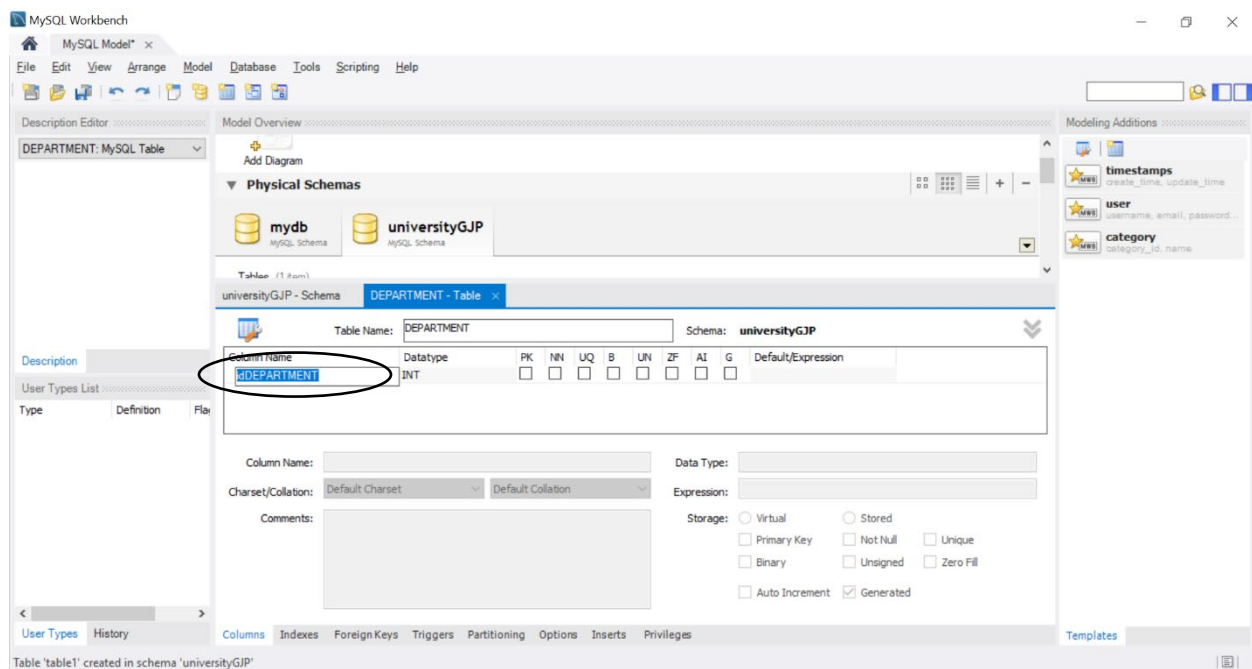 MySQL Workbench
MySQL Model* ×
File Edit View Arrange Model Database Tools Scripting Help
Description Editor
DEPARTMENT: MySQL Table
Description
User Types List
Type Definition Flag
User Types History
Model Overview
Add Diagram
Physical Schemas
mydb
MySQL Schema
universityGJP
MySQL Schema
Tables (1 item)
universityGJP - Schema DEPARTMENT - Table ×
Table Name: DEPARTMENT Schema: universityGJP
Column Name Datatype PK NN UQ B UN ZF AI G Default/Expression
idDEPARTMENT INT
Column Name: Data Type:
Charset/Collation: Default Charset Default Collation Expression:
Comments: Storage: Virtual Stored
Primary Key Not Null Unique
Binary Unsigned Zero Fill
Auto Increment Generated
Columns Indexes Foreign Keys Triggers Partitioning Options Inserts Privileges
Modeling Additions
timestamps
create_time, update_time
user
username, email, password...
category
category_id, name
Templates
Table 'table1' created in schema 'universityGJP'